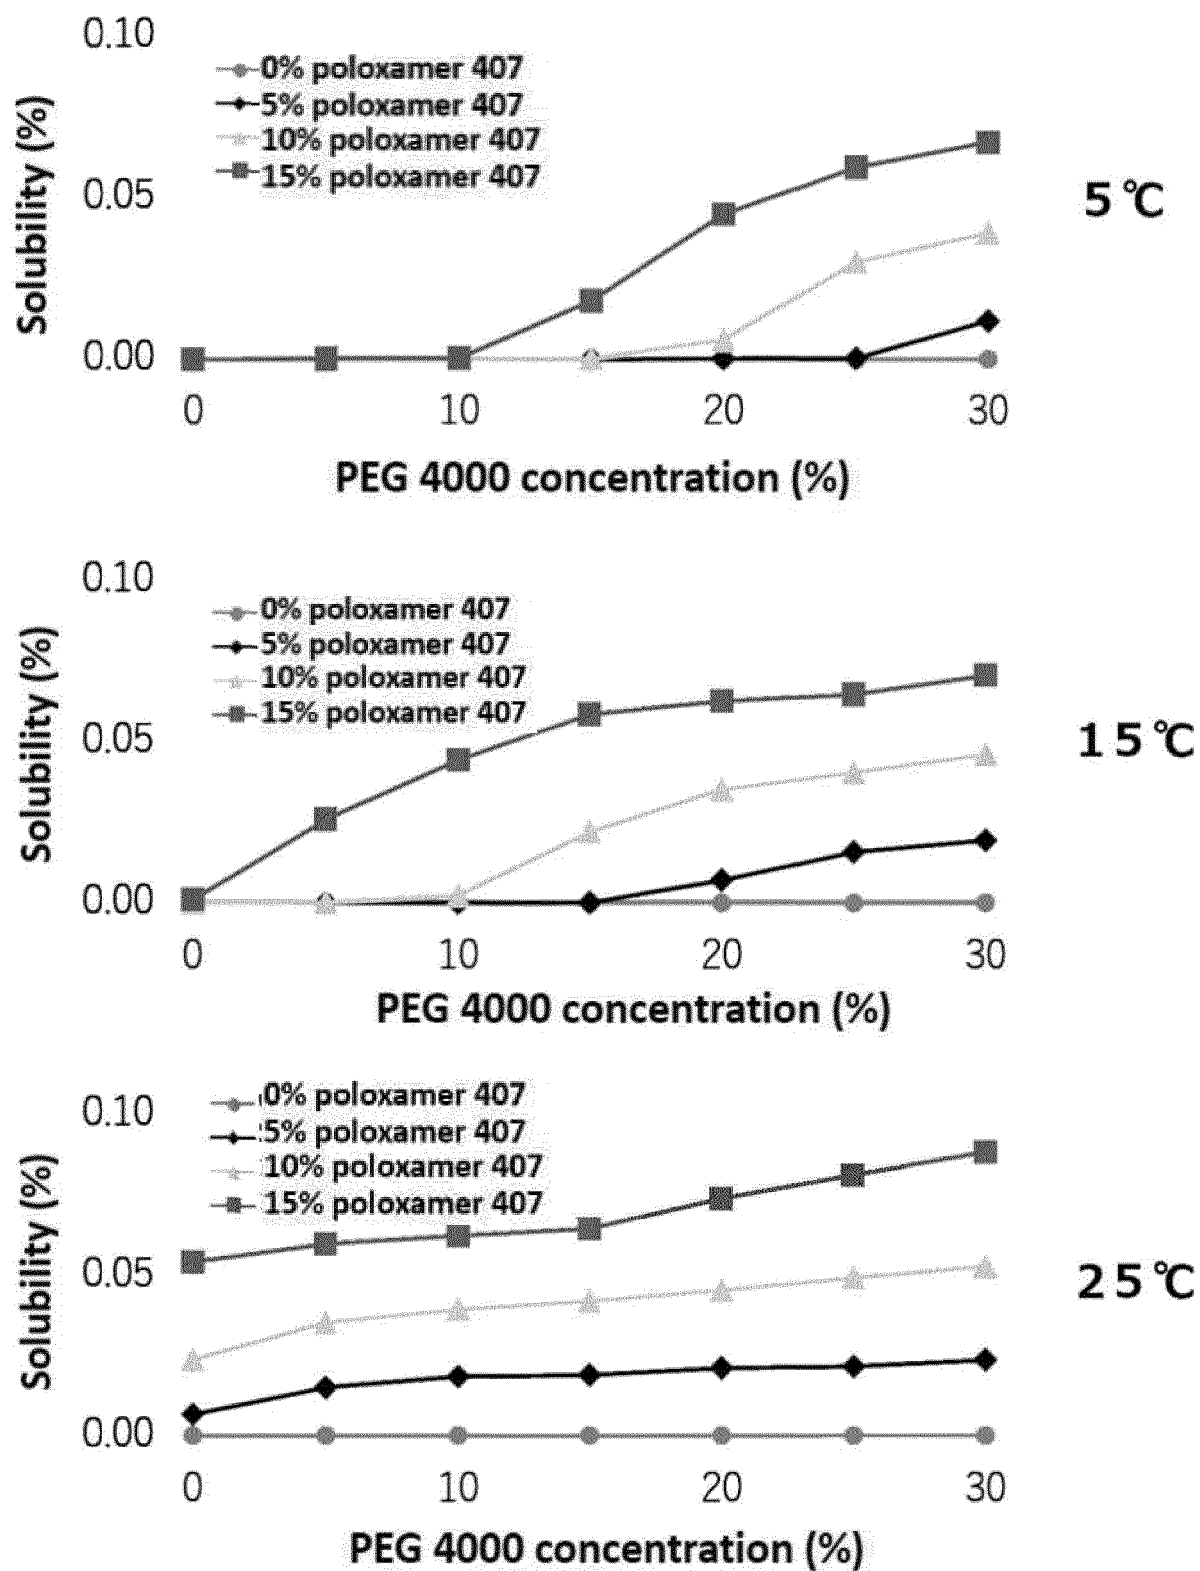 0.10
0% poloxamer 407
5% poloxamer 407
10% poloxamer 407
15% poloxamer 407
Solubility (%)
0.05
5℃
0.00
0 10 20 30
PEG 4000 concentration (%)
0.10
0% poloxamer 407
5% poloxamer 407
10% poloxamer 407
15% poloxamer 407
Solubility (%)
0.05
15℃
0.00
0 10 20 30
PEG 4000 concentration (%)
0.10
0% poloxamer 407
5% poloxamer 407
10% poloxamer 407
15% poloxamer 407
Solubility (%)
0.05
25℃
0.00
0 10 20 30
PEG 4000 concentration (%)